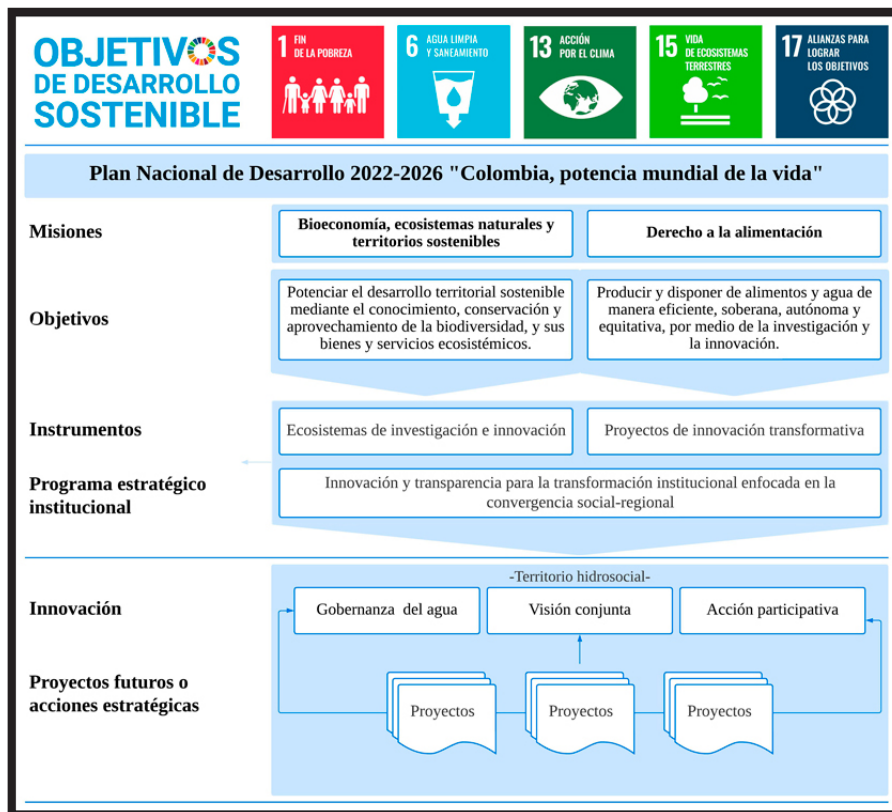 OBJETIVOS
DE DESARROLLO
SOSTENIBLE
1 FIN
DE LA POBREZA
6 AGUA LIMPIA
Y SANEAMIENTO
13 ACCIÓN
POR EL CLIMA
15 VIDA
DE ECOSISTEMAS
TERRESTRES
17 ALIANZAS PARA
LOGRAR
LOS OBJETIVOS
Plan Nacional de Desarrollo 2022-2026 "Colombia, potencia mundial de la vida"
Misiones
Bioeconomía, ecosistemas naturales y
territorios sostenibles
Derecho a la alimentación
Objetivos
Potenciar el desarrollo territorial sostenible
mediante el conocimiento, conservación y
aprovechamiento de la biodiversidad, y sus
bienes y servicios ecosistémicos.
Producir y disponer de alimentos y agua de
manera eficiente, soberana, autónoma y
equitativa, por medio de la investigación y
la innovación.
Instrumentos
Ecosistemas de investigación e innovación
Proyectos de innovación transformativa
Programa estratégico
institucional
Innovación y transparencia para la transformación institucional enfocada en la
convergencia social-regional
-Territorio hidrosocial-
Innovación
Gobernanza del agua
Visión conjunta
Acción participativa
Proyectos futuros o
acciones estratégicas
Proyectos
Proyectos
Proyectos